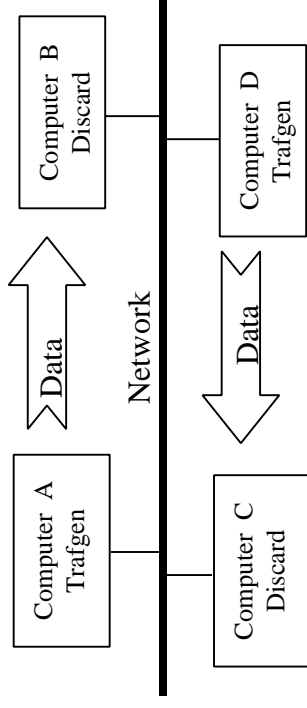 Computer A
Trafgen
Data
Computer B
Discard
Network
Computer C
Discard
Data
Computer D
Trafgen